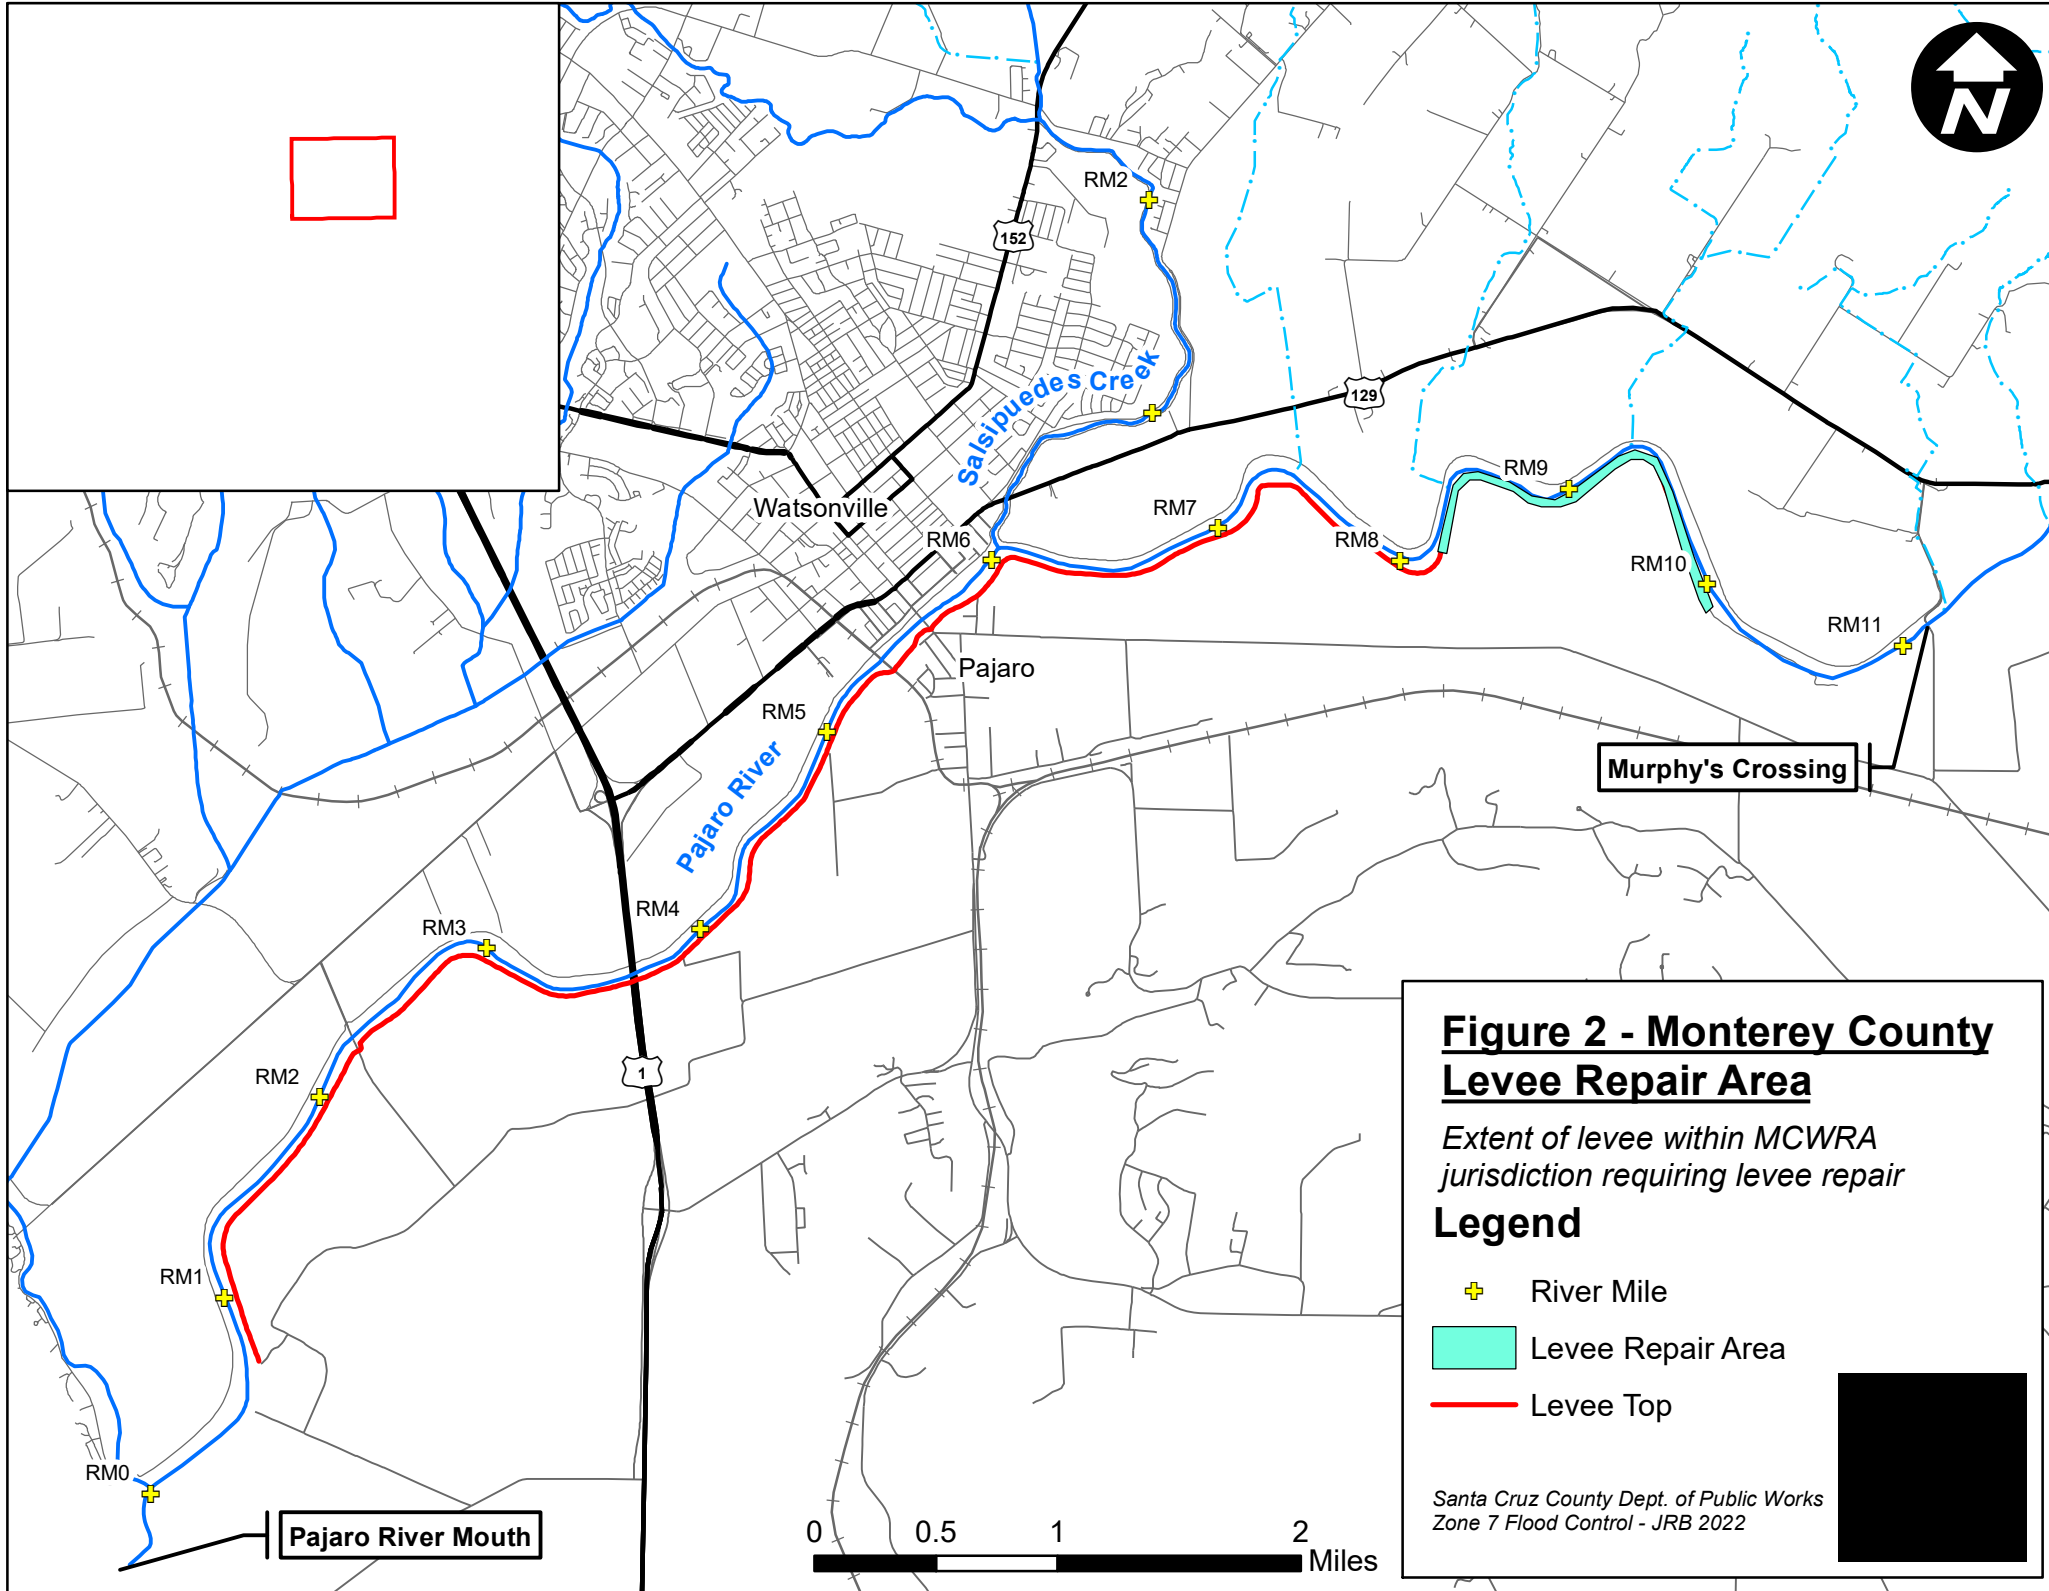 N
RM2
152
Salsipuedes Creek
129
Watsonville
RM9
RM7
RM6
RM8
RM10
RM11
Pajaro
RM5
Murphy's Crossing
Pajaro River
RM4
RM3
RM2
1
RM1
RM0
Pajaro River Mouth
0 0.5 1 2
Miles
Figure 2 - Monterey County
Levee Repair Area
Extent of levee within MCWRA
jurisdiction requiring levee repair
Legend
River Mile
Levee Repair Area
Levee Top
Santa Cruz County Dept. of Public Works
Zone 7 Flood Control - JRB 2022